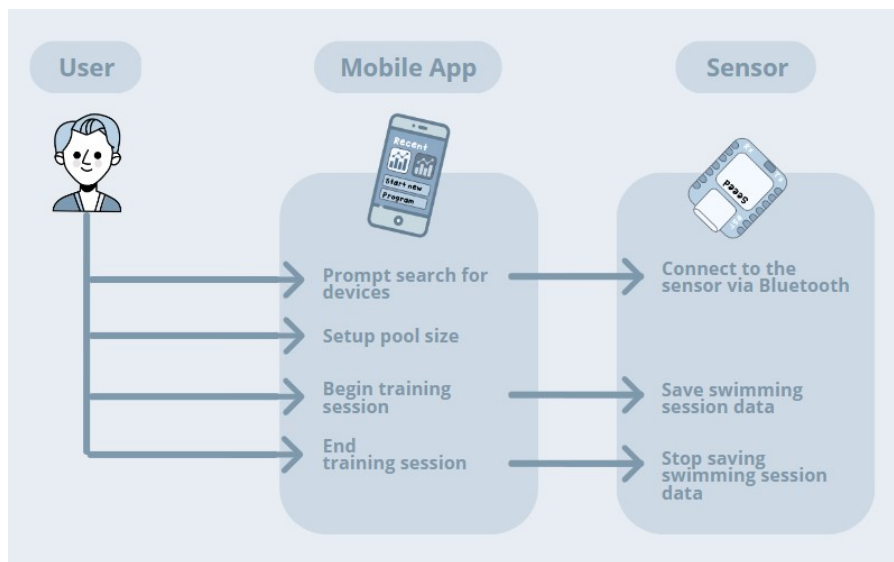 User
Mobile App
Sensor
Recent
Start new
Program
Seeed
Prompt search for
devices
Connect to the
sensor via Bluetooth
Setup pool size
Begin training
session
Save swimming
session data
End
training session
Stop saving
swimming session
data